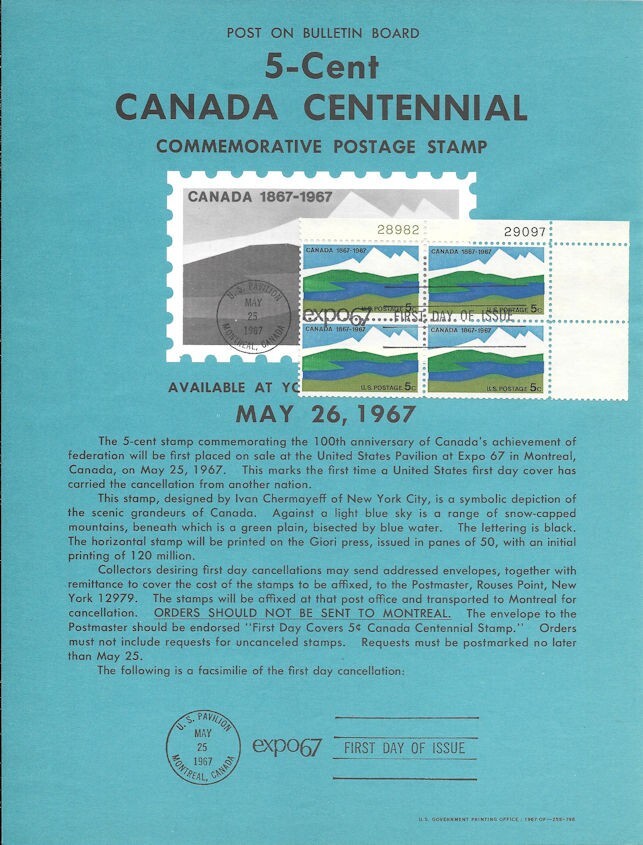 POST ON BULLETIN BOARD
5-Cent
CANADA CENTENNIAL
COMMEMORATIVE POSTAGE STAMP
CANADA 1867-1967
28982
29097
CANADA 1867-1967
CANADA 1867-1967
U.S. PAVILION
MAY
25
1967
MONTREAL, CANADA
U.S. POSTAGE 5c
5c
expo67 FIRST DAY OF ISSUE
CANADA 1867-1967
CANADA 1867-1967
5c
U.S. POSTAGE 5c
AVAILABLE AT
MAY 26, 1967
The 5-cent stamp commemorating the 100th anniversary of Canada's achievement of
federation will be first placed on sale at the United States Pavilion at Expo 67 in Montreal,
Canada, on May 25, 1967. This marks the first time a United States first day cover has
carried the cancellation from another nation.
This stamp, designed by Ivan Chermayeff of New York City, is a symbolic depiction of
the scenic grandeurs of Canada. Against a light blue sky is a range of snow-capped
mountains, beneath which is a green plain, bisected by blue water. The lettering is black.
The horizontal stamp will be printed on the Giori press, issued in panes of 50, with an initial
printing of 120 million.
Collectors desiring first day cancellations may send addressed envelopes, together with
remittance to cover the cost of the stamps to be affixed, to the Postmaster, Rouses Point, New
York 12979. The stamps will be affixed at that post office and transported to Montreal for
cancellation. ORDERS SHOULD NOT BE SENT TO MONTREAL. The envelope to the
Postmaster should be endorsed "First Day Covers 5¢ Canada Centennial Stamp." Orders
must not include requests for uncanceled stamps. Requests must be postmarked no later
than May 25.
The following is a facsimilie of the first day cancellation:
U.S. PAVILION
MAY
25
1967
MONTREAL, CANADA
expo67
FIRST DAY OF ISSUE
U.S. GOVERNMENT PRINTING OFFICE : 1967 OF—258-798